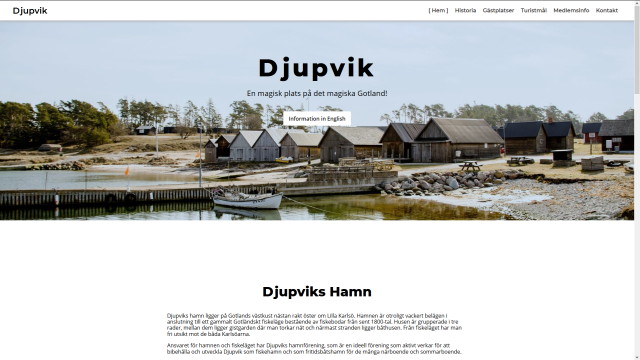 Djupvik
[ Hem ] Historia Gästplatser Turistmål Medlemsinfo Kontakt
Djupvik
En magisk plats på det magiska Gotland!
Information in English
Djupviks Hamn
Djupviks hamn ligger på Gotlands västkust nästan rakt öster om Lilla Karlsö. Hamnen är otroligt vackert belägen i
anslutning till ett gammalt Gotländskt fiskeläge bestående av fiskebodar från sent 1800-tal. Husen är grupperade i tre
rader, mellan dem ligger gistgården där man torkar nät och närmast stranden ligger båthusen. Från fiskeläget har man
fri utsikt mot de båda Karlsöarna.
Ansvaret för hamnen och fiskeläget har Djupviks hamnförening, som är en ideell förening som aktivt verkar för att
bibehålla och utveckla Djupvik som fiskehamn och som fritidsbåtshamn för de många närboende och sommarboende.